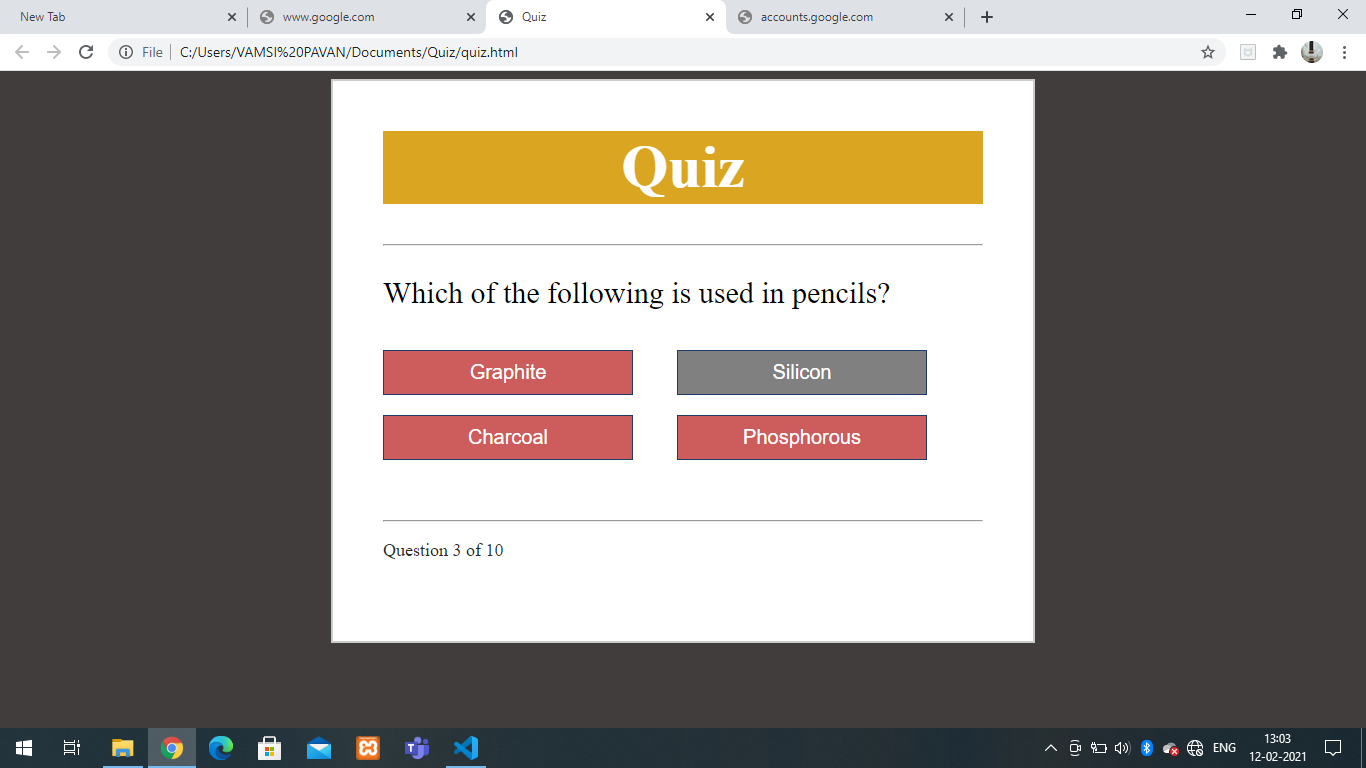 New Tab
www.google.com
Quiz
accounts.google.com
File
C:/Users/VAMSI%20PAVAN/Documents/Quiz/quiz.html
Quiz
Which of the following is used in pencils?
Graphite Silicon
Charcoal Phosphorous
Question 3 of 10
ENG
13:03
12-02-2021